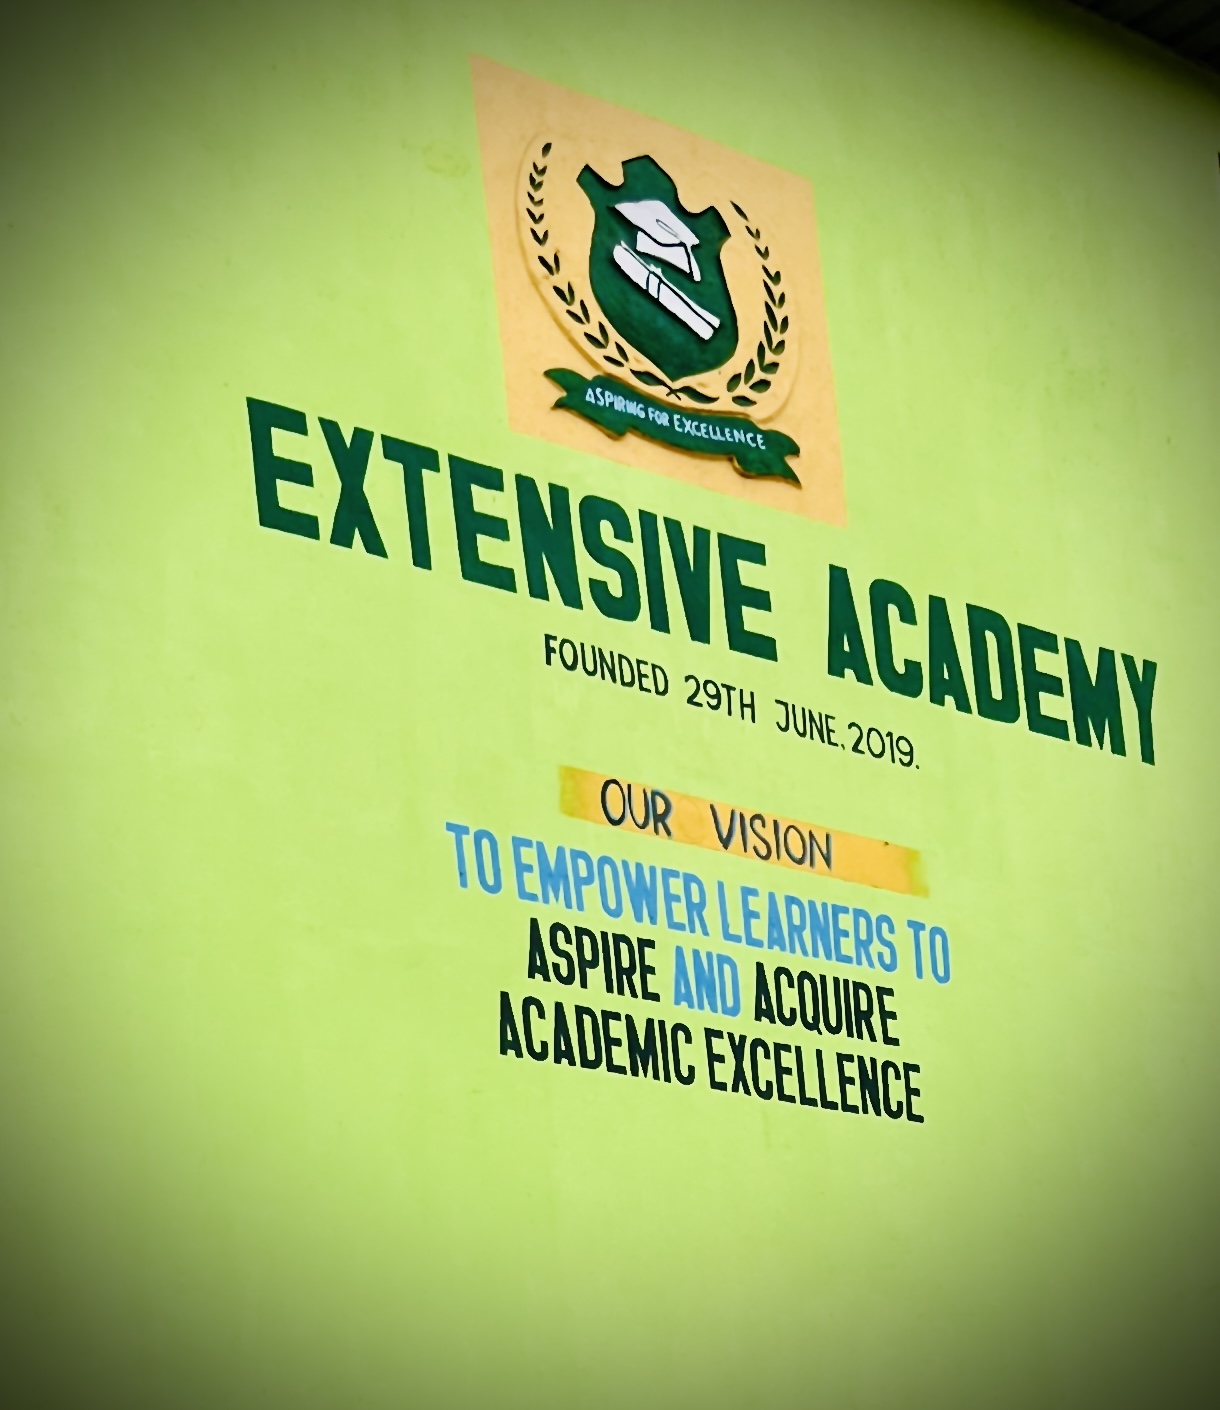 ASPIRING FOR EXCELLENCE
EXTENSIVE ACADEMY
FOUNDED 29TH JUNE, 2019.
OUR VISION
TO EMPOWER LEARNERS TO
ASPIRE AND ACQUIRE
ACADEMIC EXCELLENCE